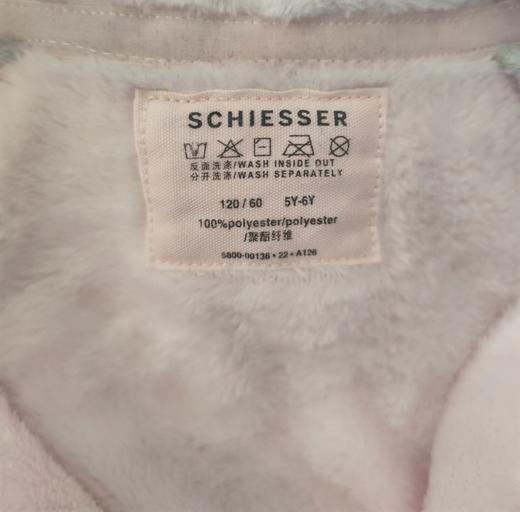 SCHIESSER
反面洗涤/WASH INSIDE OUT
分开洗涤/WASH SEPARATELY
120 / 60 5Y-6Y
100%polyester/polyester
/聚酯纤维
5800-00138 • 22 • A126